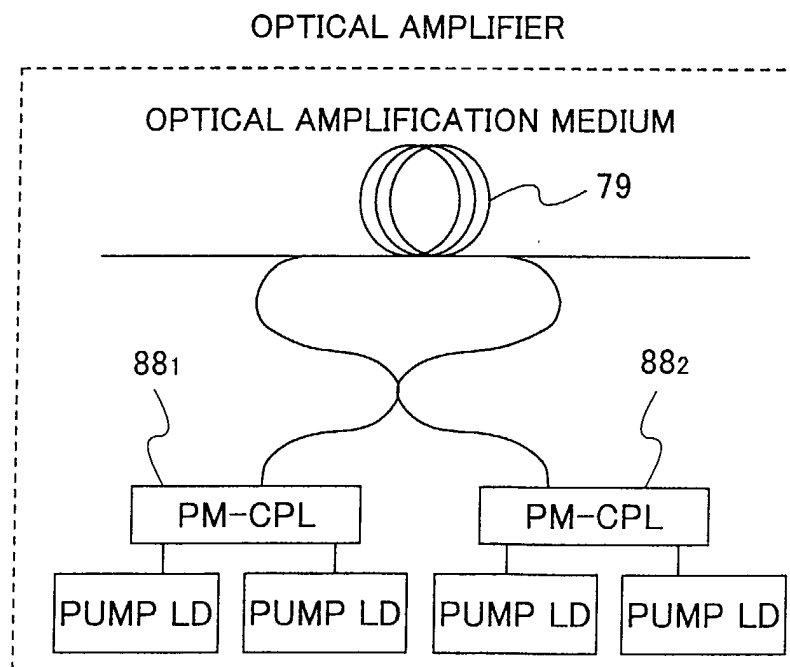 OPTICAL AMPLIFIER
OPTICAL AMPLIFICATION MEDIUM
79
881
882
PM-CPL
PM-CPL
PUMP LD
PUMP LD
PUMP LD
PUMP LD